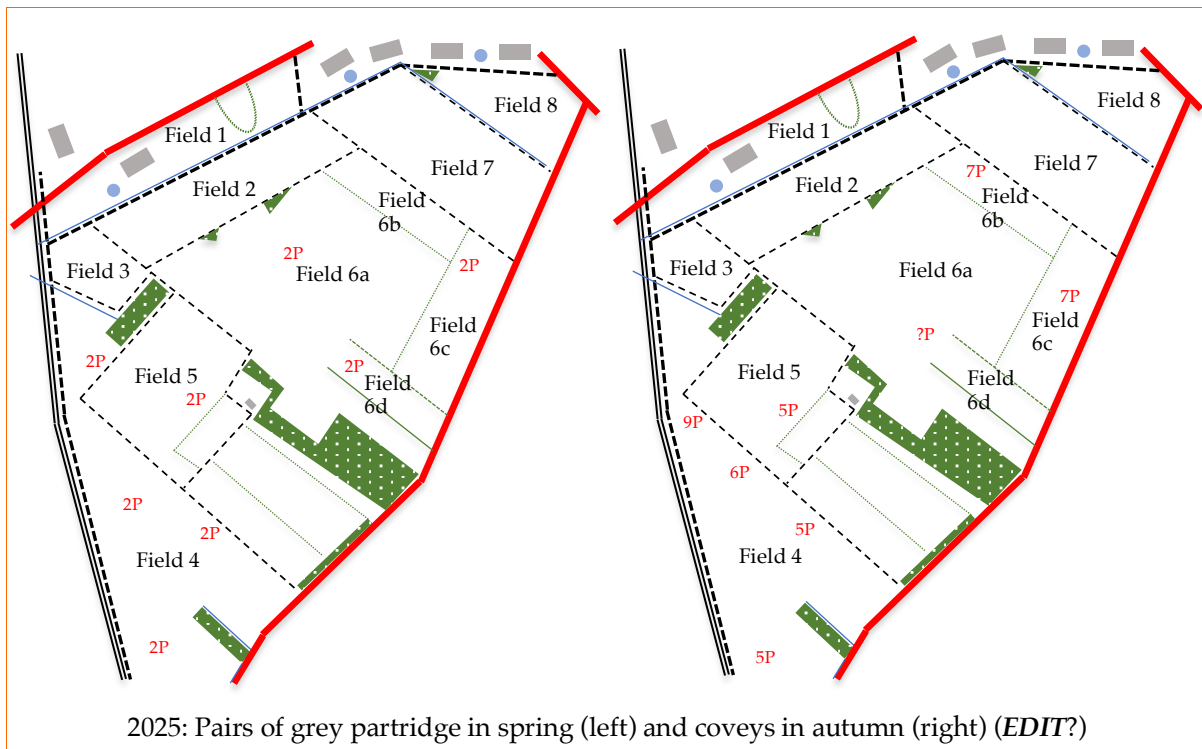 Field 1
Field 8
Field 7
Field 2
Field
6b
2P
2P
Field 3
Field 6a
Field
6c
2P
2P
Field 5
2P
Field
6d
2P
2P
Field 4
2P
Field 1
Field 8
Field 7
7P
Field 2
Field
6b
Field 3
Field 6a
7P
Field
6c
?P
Field 5
Field
6d
9P
5P
6P
5P
Field 4
5P
2025: Pairs of grey partridge in spring (left) and coveys in autumn (right) (EDIT?)